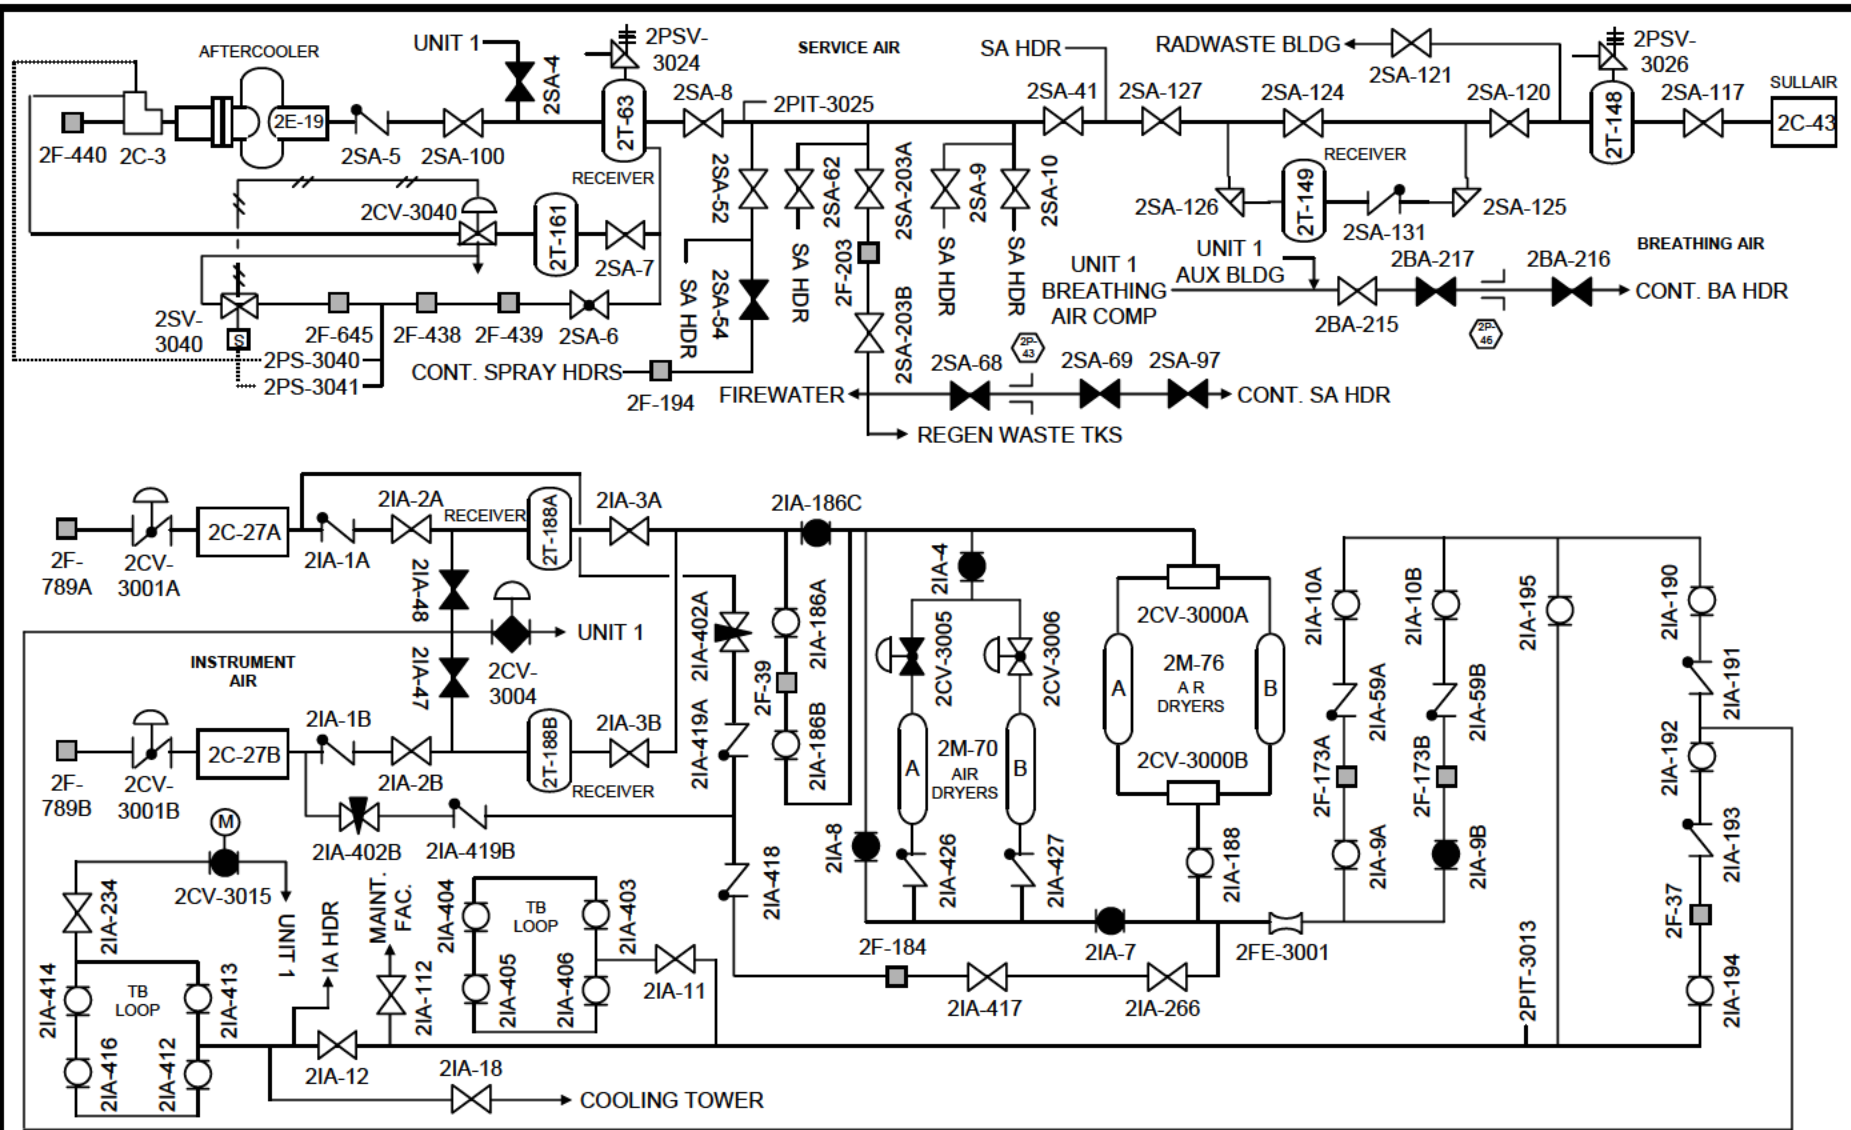 AFTERCOOLER
UNIT 1
2SA-4
2PSV-
3024
SERVICE AIR
SA HDR
RADWASTE BLDG
2SA-121
2PSV-
3026
SULLAIR
2F-440
2C-3
2E-19
2SA-5
2SA-100
2T-63
2SA-8
2PIT-3025
2SA-41
2SA-127
2SA-124
2SA-120
2T-148
2SA-117
2C-43
RECEIVER
2CV-3040
2T-161
2SA-7
2SA-52
2SA-62
2SA-203A
2SA-9
2SA-10
2SA-126
RECEIVER
2T-149
2SA-131
2SA-125
2SV-
3040
S
2F-645
2F-438
2F-439
2SA-6
2PS-3040
2PS-3041
SA HDR
2SA-54
SA HDR
2F-203
2SA-203B
SA HDR
SA HDR
UNIT 1
BREATHING
AIR COMP
UNIT 1
AUX BLDG
BREATHING AIR
2BA-217
2BA-216
2BA-215
2P-
46
CONT. BA HDR
CONT. SPRAY HDRS
2F-194
FIREWATER
2SA-68
2P-
43
2SA-69
2SA-97
CONT. SA HDR
REGEN WASTE TKS
2F-
789A
2CV-
3001A
2C-27A
2IA-1A
2IA-2A
RECEIVER
2T-188A
2IA-3A
2IA-186C
2IA-48
2CV-
3004
UNIT 1
2IA-47
INSTRUMENT
AIR
2IA-402A
2IA-419A
2F-39
2IA-186A
2IA-186B
2IA-4
2CV-3005
2CV-3006
A
2M-70
AIR
DRYERS
B
2CV-3000A
A
2M-76
A R
DRYERS
B
2CV-3000B
2IA-10A
2IA-10B
2IA-195
2IA-190
2IA-59A
2IA-59B
2IA-191
2F-173A
2F-173B
2IA-192
2IA-9A
2IA-9B
2IA-193
2F-37
2IA-194
2F-
789B
2CV-
3001B
2C-27B
2IA-1B
2IA-2B
2T-188B
2IA-3B
RECEIVER
2IA-402B
2IA-419B
2IA-418
2IA-8
2IA-426
2IA-427
2IA-188
2IA-7
2FE-3001
2F-184
2IA-417
2IA-266
2PIT-3013
M
2CV-3015
UNIT 1
2IA-234
2IA-414
TB
LOOP
2IA-413
2IA-416
2IA-412
IA HDR
MAINT.
FAC.
2IA-112
2IA-12
2IA-404
TB
LOOP
2IA-403
2IA-405
2IA-406
2IA-11
2IA-18
COOLING TOWER